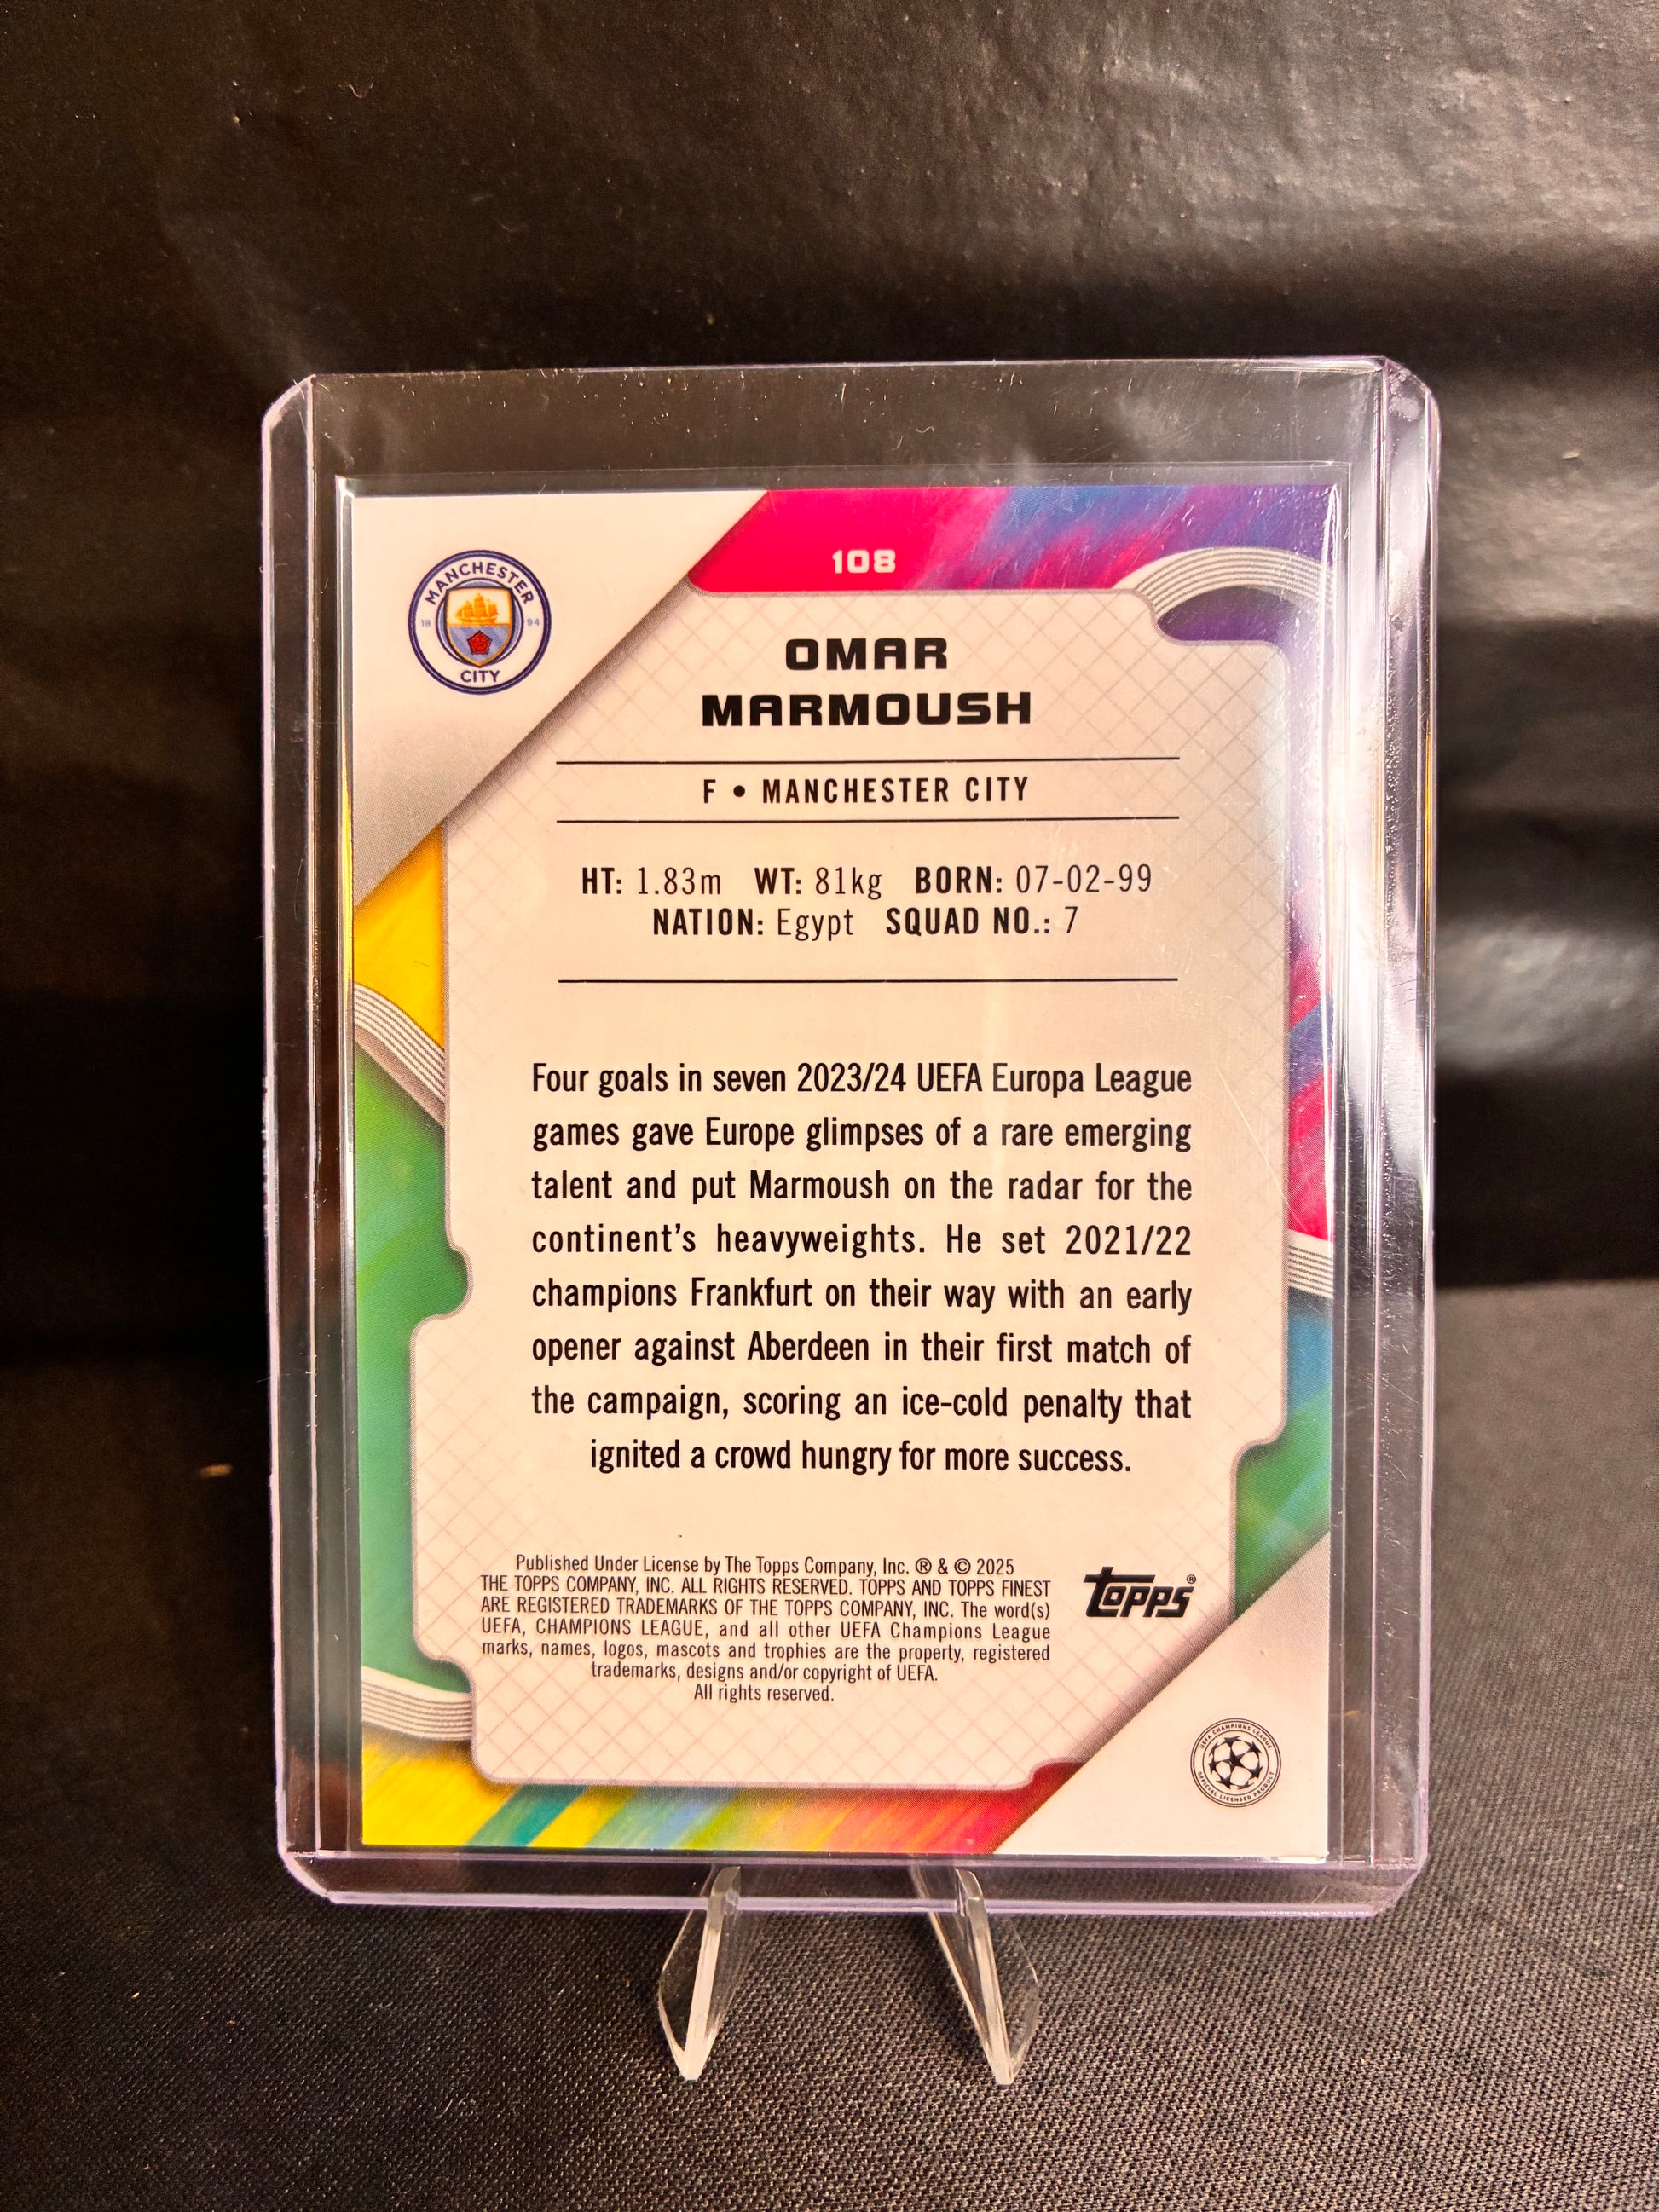 108
MANCHESTER
18 94
CITY
OMAR
MARMOUSH
F • MANCHESTER CITY
HT: 1.83m WT: 81kg BORN: 07-02-99
NATION: Egypt SQUAD NO.: 7
Four goals in seven 2023/24 UEFA Europa League
games gave Europe glimpses of a rare emerging
talent and put Marmoush on the radar for the
continent's heavyweights. He set 2021/22
champions Frankfurt on their way with an early
opener against Aberdeen in their first match of
the campaign, scoring an ice-cold penalty that
ignited a crowd hungry for more success.
Published Under License by The Topps Company, Inc. ® & © 2025
THE TOPPS COMPANY, INC. ALL RIGHTS RESERVED. TOPPS AND TOPPS FINEST
ARE REGISTERED TRADEMARKS OF THE TOPPS COMPANY, INC. The word(s)
UEFA, CHAMPIONS LEAGUE, and all other UEFA Champions League
marks, names, logos, mascots and trophies are the property, registered
trademarks, designs and/or copyright of UEFA.
All rights reserved.
topps®
UEFA CHAMPIONS LEAGUE
OFFICIAL LICENSED PRODUCT